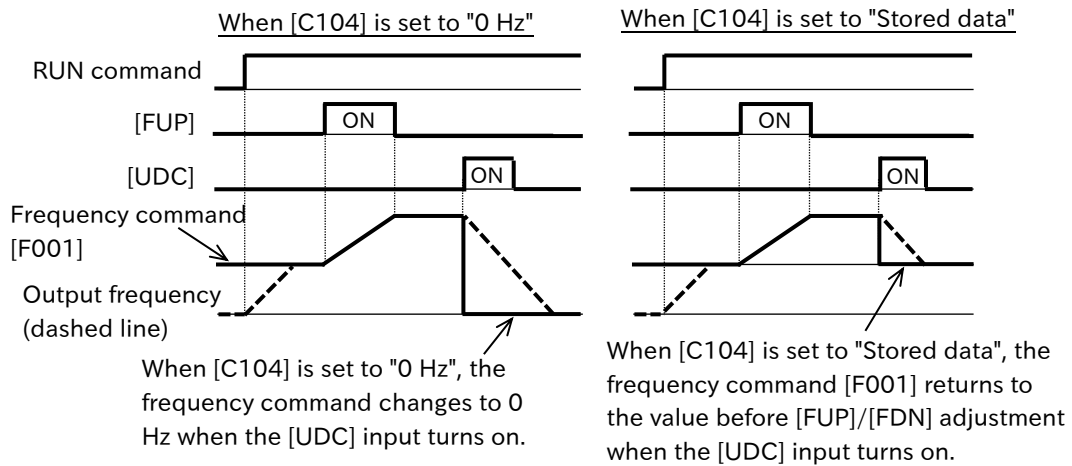 When [C104] is set to "0 Hz"
When [C104] is set to "Stored data"
RUN command
[FUP]
ON
ON
[UDC]
ON
ON
Frequency command
[F001]
Output frequency
(dashed line)
When [C104] is set to "0 Hz", the
frequency command changes to 0
Hz when the [UDC] input turns on.
When [C104] is set to "Stored data", the
frequency command [F001] returns to
the value before [FUP]/[FDN] adjustment
when the [UDC] input turns on.